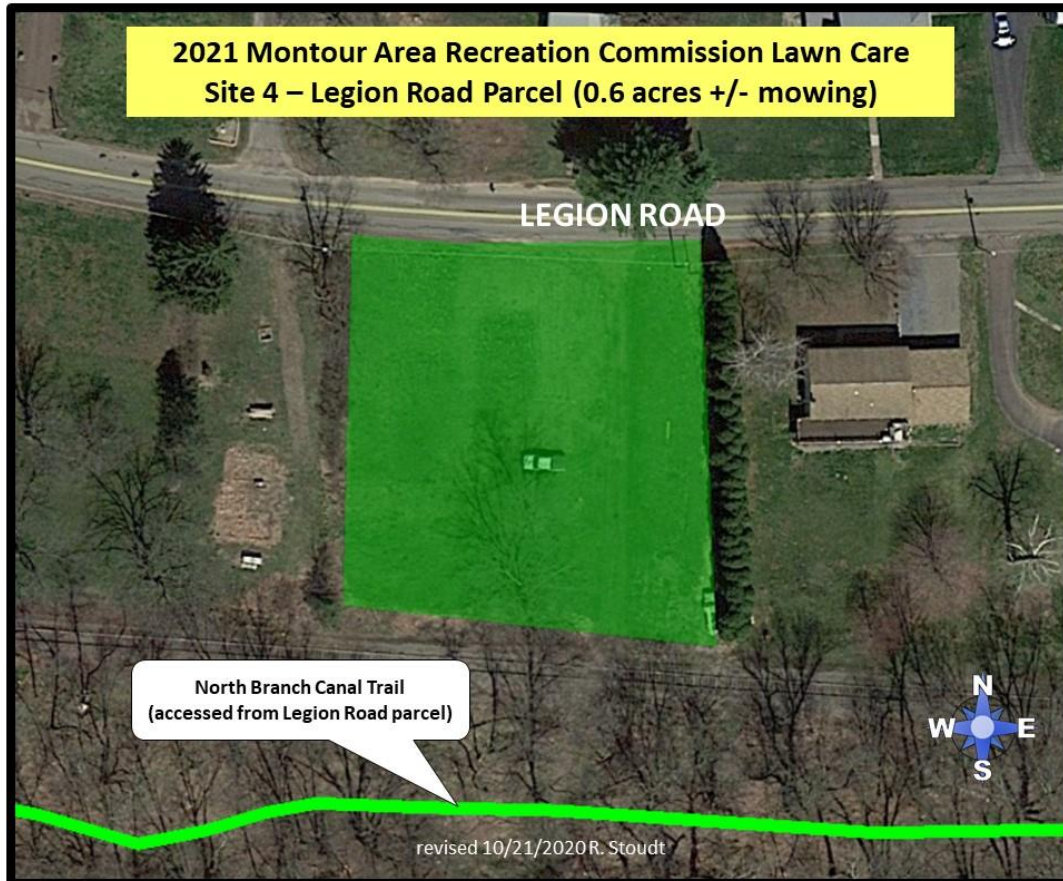 2021 Montour Area Recreation Commission Lawn Care
Site 4 – Legion Road Parcel (0.6 acres +/- mowing)
LEGION ROAD
North Branch Canal Trail
(accessed from Legion Road parcel)
N
W E
S
revised 10/21/2020 R. Stoudt